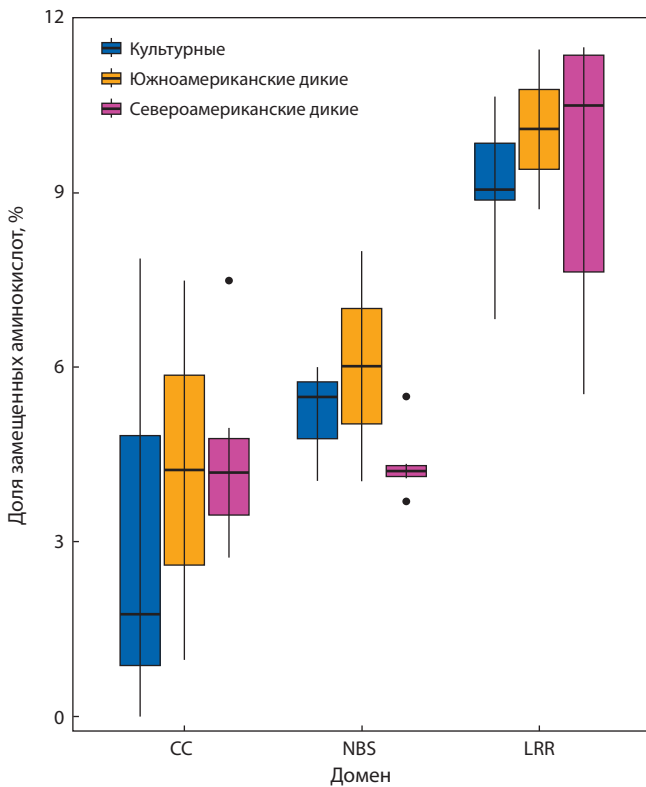 12
9
6
3
0
Доля замещенных аминокислот, %
Культурные
Южноамериканские дикие
Североамериканские дикие
CC
NBS
LRR
Домен